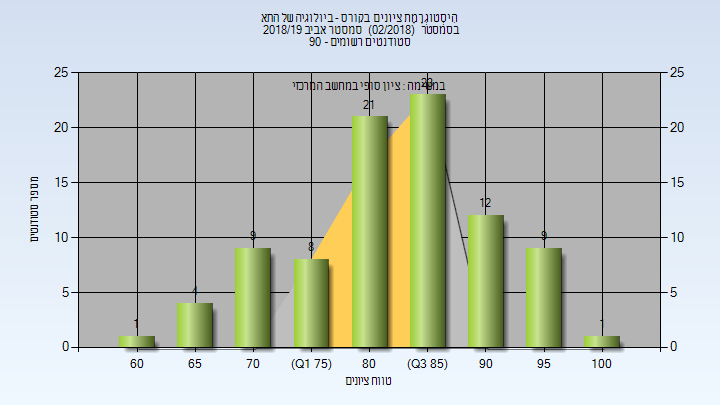 היסטוגרמת ציונים בקורס - ביולוגיה של התא
בסמסטר (02/2018) סמסטר אביב 2018/19
סטודנטים רשומים - 90
במשימה : ציון סופי במחשב המרכזי
מספר סטודנטים
25 25
20 20
15 15
10 10
5 5
0 0
1 4 9 8 21 23 12 9 1
60 65 70 (Q1 75) 80 (Q3 85) 90 95 100
טווח ציונים